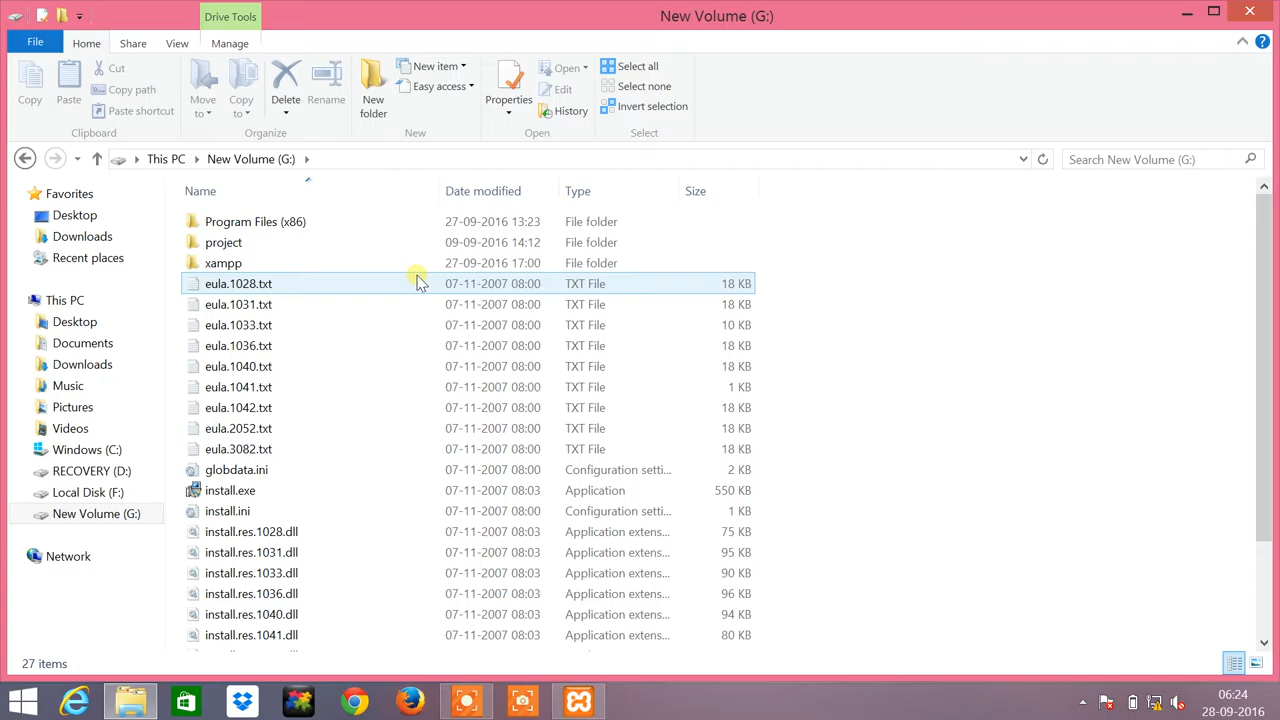 Drive Tools
New Volume (G:)
File Home Share View Manage
Copy Paste Cut Copy path Paste shortcut
Clipboard
Move to Copy to Delete Rename
Organize
New folder New item Easy access
New
Properties Open Edit History
Open
Select all Select none Invert selection
Select
This PC New Volume (G:)
Search New Volume (G:)
Favorites
Desktop
Downloads
Recent places
This PC
Desktop
Documents
Downloads
Music
Pictures
Videos
Windows (C:)
RECOVERY (D:)
Local Disk (F:)
New Volume (G:)
Network
Name Date modified Type Size
Program Files (x86) 27-09-2016 13:23 File folder
project 09-09-2016 14:12 File folder
xampp 27-09-2016 17:00 File folder
eula.1028.txt 07-11-2007 08:00 TXT File 18 KB
eula.1031.txt 07-11-2007 08:00 TXT File 18 KB
eula.1033.txt 07-11-2007 08:00 TXT File 10 KB
eula.1036.txt 07-11-2007 08:00 TXT File 18 KB
eula.1040.txt 07-11-2007 08:00 TXT File 18 KB
eula.1041.txt 07-11-2007 08:00 TXT File 1 KB
eula.1042.txt 07-11-2007 08:00 TXT File 18 KB
eula.2052.txt 07-11-2007 08:00 TXT File 18 KB
eula.3082.txt 07-11-2007 08:00 TXT File 18 KB
globdata.ini 07-11-2007 08:00 Configuration setti... 2 KB
install.exe 07-11-2007 08:03 Application 550 KB
install.ini 07-11-2007 08:00 Configuration setti... 1 KB
install.res.1028.dll 07-11-2007 08:03 Application extens... 75 KB
install.res.1031.dll 07-11-2007 08:03 Application extens... 95 KB
install.res.1033.dll 07-11-2007 08:03 Application extens... 90 KB
install.res.1036.dll 07-11-2007 08:03 Application extens... 96 KB
install.res.1040.dll 07-11-2007 08:03 Application extens... 94 KB
install.res.1041.dll 07-11-2007 08:03 Application extens... 80 KB
27 items
06:24
28-09-2016